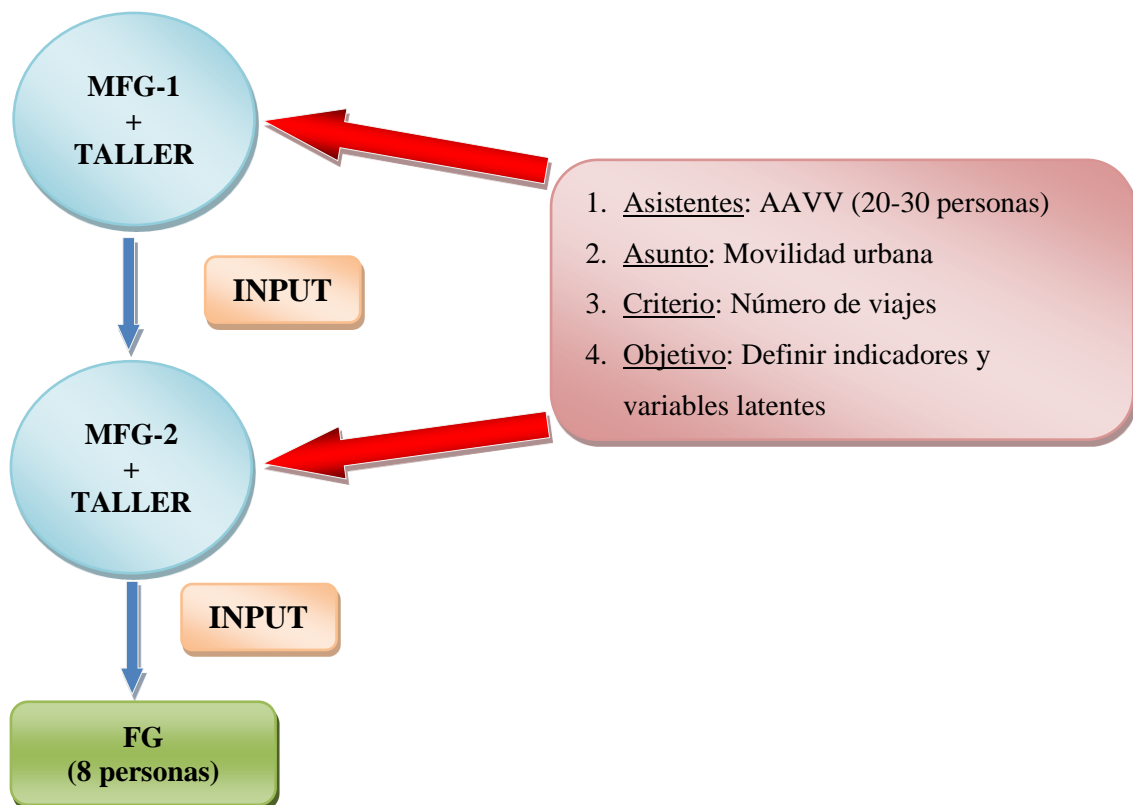 MFG-1
+
TALLER
1. Asistentes: AAVV (20-30 personas)
2. Asunto: Movilidad urbana
3. Criterio: Número de viajes
4. Objetivo: Definir indicadores y
variables latentes
INPUT
MFG-2
+
TALLER
INPUT
FG
(8 personas)